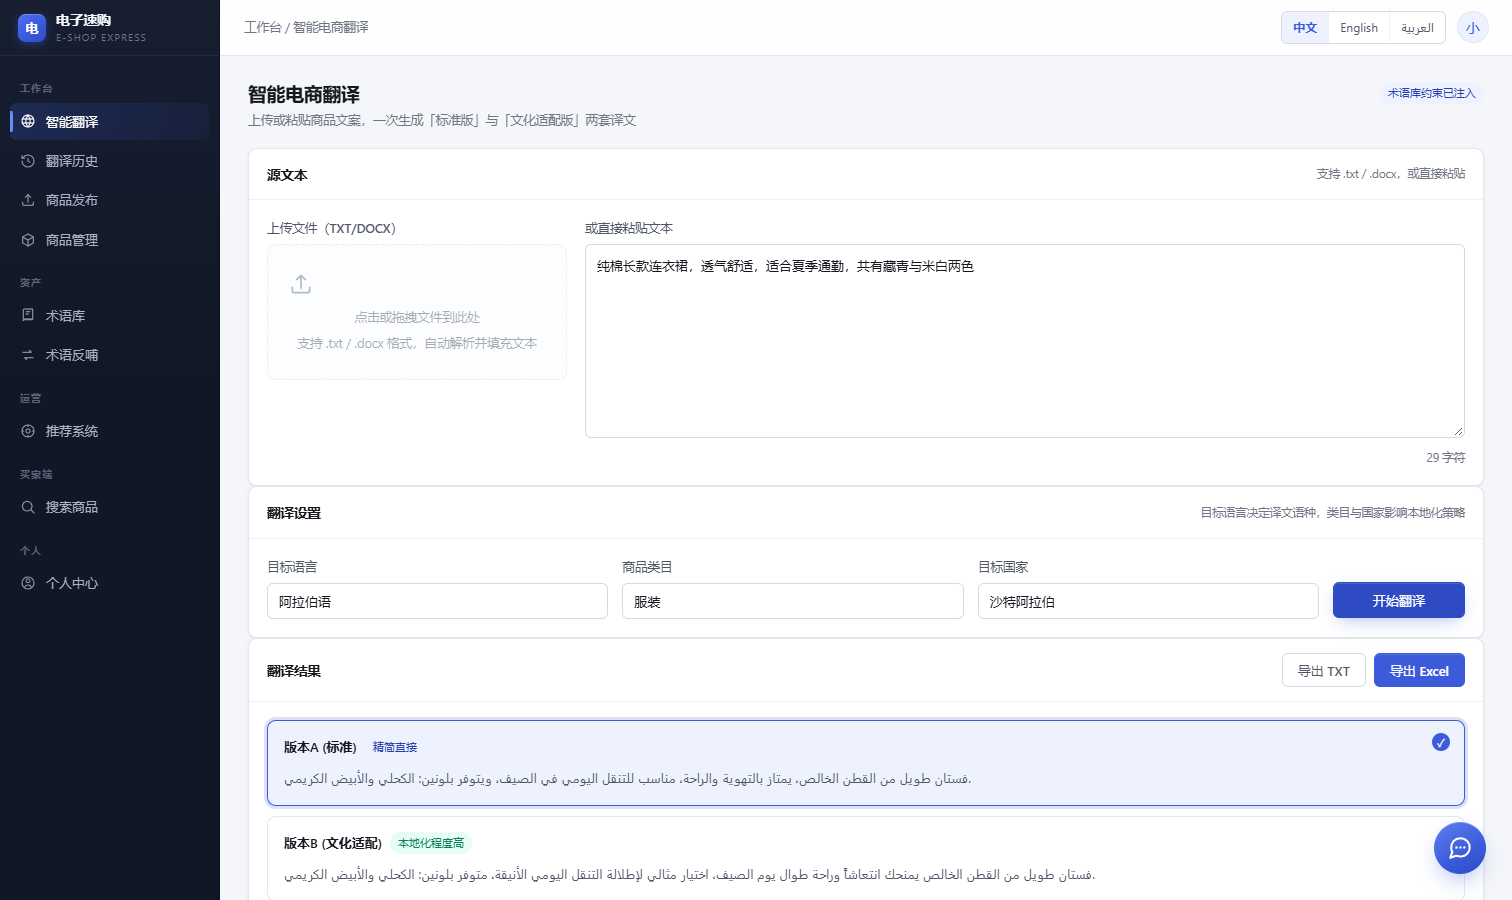 电
电子速购
E-SHOP EXPRESS
工作台 / 智能电商翻译
中文
English
العربية
小
工作台
智能翻译
翻译历史
商品发布
商品管理
资产
术语库
术语反哺
运营
推荐系统
买家端
搜索商品
个人
个人中心
智能电商翻译
术语库约束已注入
上传或粘贴商品文案，一次生成「标准版」与「文化适配版」两套译文
源文本
支持 .txt / .docx，或直接粘贴
上传文件（TXT/DOCX）
点击或拖拽文件到此处
支持 .txt / .docx 格式，自动解析并填充文本
或直接粘贴文本
纯棉长款连衣裙，透气舒适，适合夏季通勤，共有藏青与米白两色
29 字符
翻译设置
目标语言决定译文语种，类目与国家影响本地化策略
目标语言
商品类目
目标国家
阿拉伯语
服装
沙特阿拉伯
开始翻译
翻译结果
导出 TXT
导出 Excel
版本A (标准)
精简直接
فستان طويل من القطن الخالص، يمتاز بالتهوية والراحة، مناسب للتنقل اليومي في الصيف، ويتوفر بلونين: الكحلي والأبيض الكريمي.
版本B (文化适配)
本地化程度高
فستان طويل من القطن الخالص يمنحك انتعاشاً وراحة طوال يوم الصيف، اختيار مثالي لإطلالة التنقل اليومي الأنيقة، متوفر بلونين: الكحلي والأبيض الكريمي.